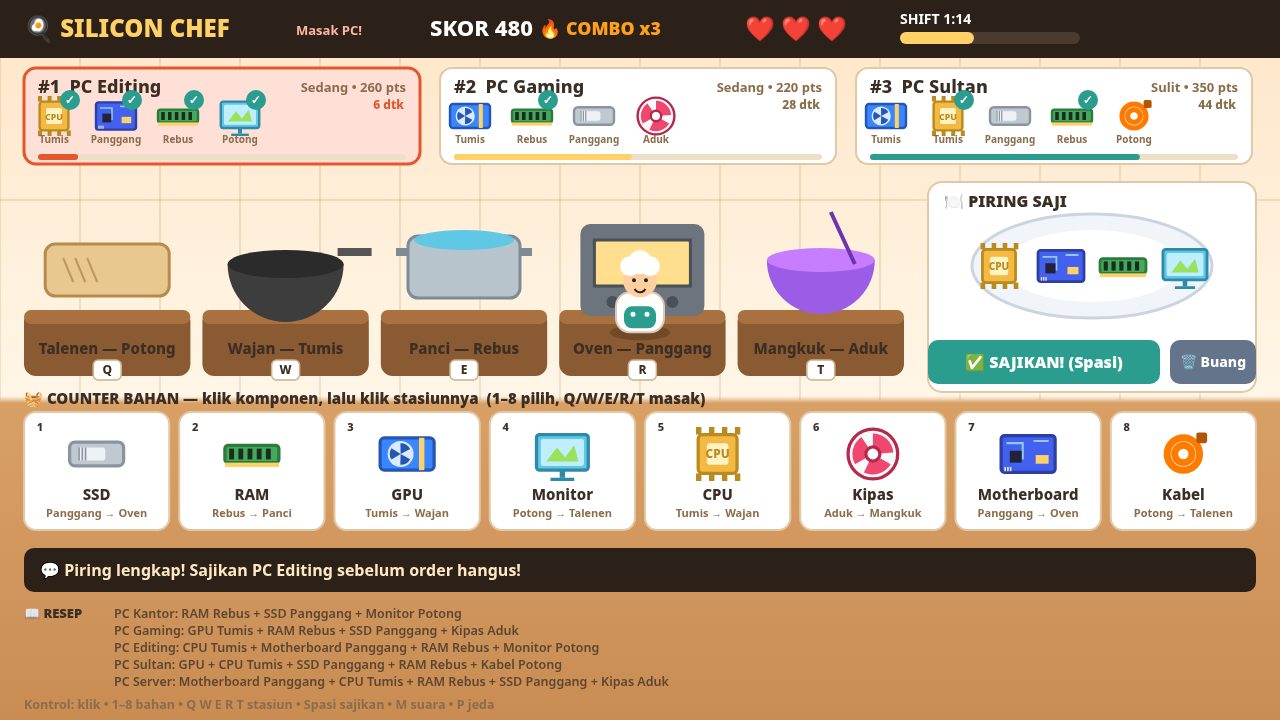 🍳 SILICON CHEF
Masak PC!
SKOR 480 🔥 COMBO x3
SHIFT 1:14
#1 PC Editing
Sedang • 260 pts
6 dtk
CPU
Tumis
Panggang
Rebus
Potong
#2 PC Gaming
Sedang • 220 pts
28 dtk
Tumis
Rebus
Panggang
Aduk
#3 PC Sultan
Sulit • 350 pts
44 dtk
CPU
Tumis
Tumis
Panggang
Rebus
Potong
🍽️ PIRING SAJI
CPU
Talenen — Potong
Wajan — Tumis
Panci — Rebus
Oven — Panggang
Mangkuk — Aduk
Q
W
E
R
T
✅ SAJIKAN! (Spasi)
🗑️ Buang
🧺 COUNTER BAHAN — klik komponen, lalu klik stasiunnya (1–8 pilih, Q/W/E/R/T masak)
1
SSD
Panggang → Oven
2
RAM
Rebus → Panci
3
GPU
Tumis → Wajan
4
Monitor
Potong → Talenen
5
CPU
CPU
Tumis → Wajan
6
Kipas
Aduk → Mangkuk
7
Motherboard
Panggang → Oven
8
Kabel
Potong → Talenen
💬 Piring lengkap! Sajikan PC Editing sebelum order hangus!
📖 RESEP
PC Kantor: RAM Rebus + SSD Panggang + Monitor Potong
PC Gaming: GPU Tumis + RAM Rebus + SSD Panggang + Kipas Aduk
PC Editing: CPU Tumis + Motherboard Panggang + RAM Rebus + Monitor Potong
PC Sultan: GPU + CPU Tumis + SSD Panggang + RAM Rebus + Kabel Potong
PC Server: Motherboard Panggang + CPU Tumis + RAM Rebus + SSD Panggang + Kipas Aduk
Kontrol: klik • 1–8 bahan • Q W E R T stasiun • Spasi sajikan • M suara • P jeda